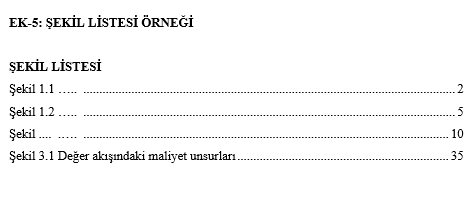 EK-5: ŞEKİL LİSTESİ ÖRNEĞİ
ŞEKİL LİSTESİ
Şekil 1.1 ..... .................................................................................................................. 2
Şekil 1.2 ..... .................................................................................................................. 5
Şekil .... ..... .................................................................................................................. 10
Şekil 3.1 Değer akışındaki maliyet unsurları .................................................................. 35